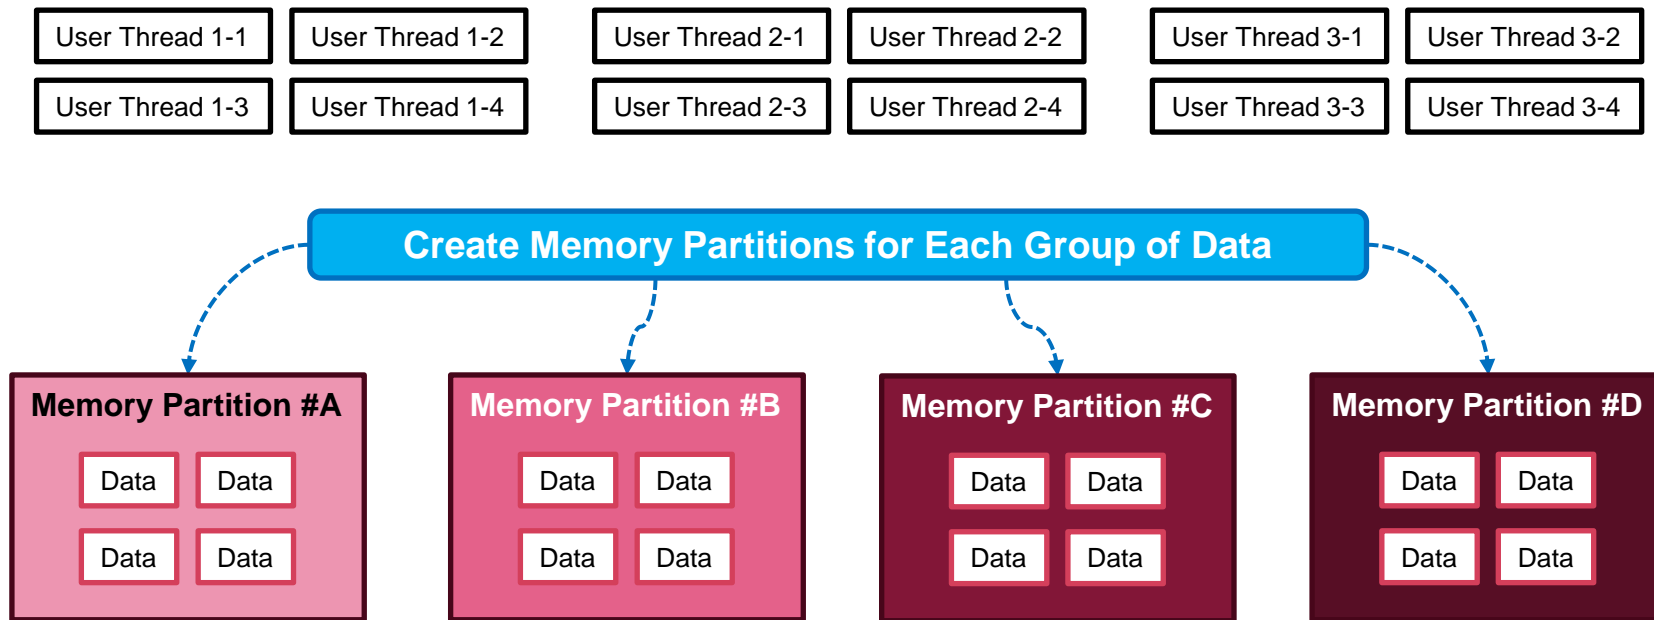 User Thread 1-1
User Thread 1-2
User Thread 2-1
User Thread 2-2
User Thread 3-1
User Thread 3-2
User Thread 1-3
User Thread 1-4
User Thread 2-3
User Thread 2-4
User Thread 3-3
User Thread 3-4
Create Memory Partitions for Each Group of Data
Memory Partition #A
Data
Data
Data
Data
Memory Partition #B
Data
Data
Data
Data
Memory Partition #C
Data
Data
Data
Data
Memory Partition #D
Data
Data
Data
Data